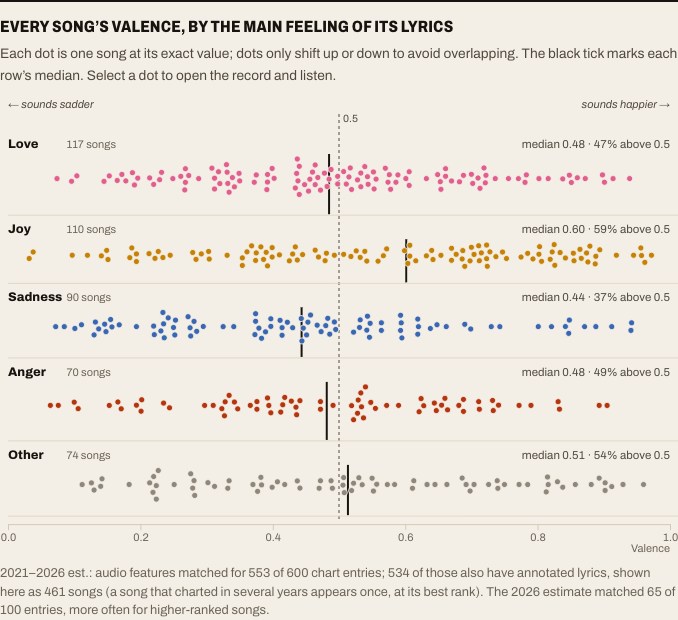 EVERY SONG'S VALENCE, BY THE MAIN FEELING OF ITS LYRICS
Each dot is one song at its exact value; dots only shift up or down to avoid overlapping. The black tick marks each
row's median. Select a dot to open the record and listen.
← sounds sadder
sounds happier →
0.5
Love 117 songs
median 0.48 · 47% above 0.5
Joy 110 songs
median 0.60 · 59% above 0.5
Sadness 90 songs
median 0.44 · 37% above 0.5
Anger 70 songs
median 0.48 · 49% above 0.5
Other 74 songs
median 0.51 · 54% above 0.5
0.0 0.2 0.4 0.6 0.8 1.0
Valence
2021–2026 est.: audio features matched for 553 of 600 chart entries; 534 of those also have annotated lyrics, shown
here as 461 songs (a song that charted in several years appears once, at its best rank). The 2026 estimate matched 65 of
100 entries, more often for higher-ranked songs.